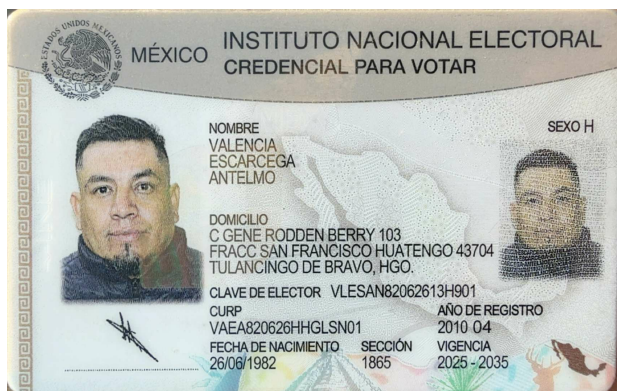 ESTADOS UNIDOS MEXICANOS
MÉXICO INSTITUTO NACIONAL ELECTORAL
CREDENCIAL PARA VOTAR
NOMBRE SEXO H
VALENCIA
ESCARCEGA
ANTELMO
DOMICILIO
C GENE RODDEN BERRY 103
FRACC SAN FRANCISCO HUATENGO 43704
TULANCINGO DE BRAVO, HGO.
CLAVE DE ELECTOR VLESAN82062613H901
CURP AÑO DE REGISTRO
VAEA820626HHGLSN01 2010 04
FECHA DE NACIMIENTO SECCIÓN VIGENCIA
26/06/1982 1865 2025 - 2035